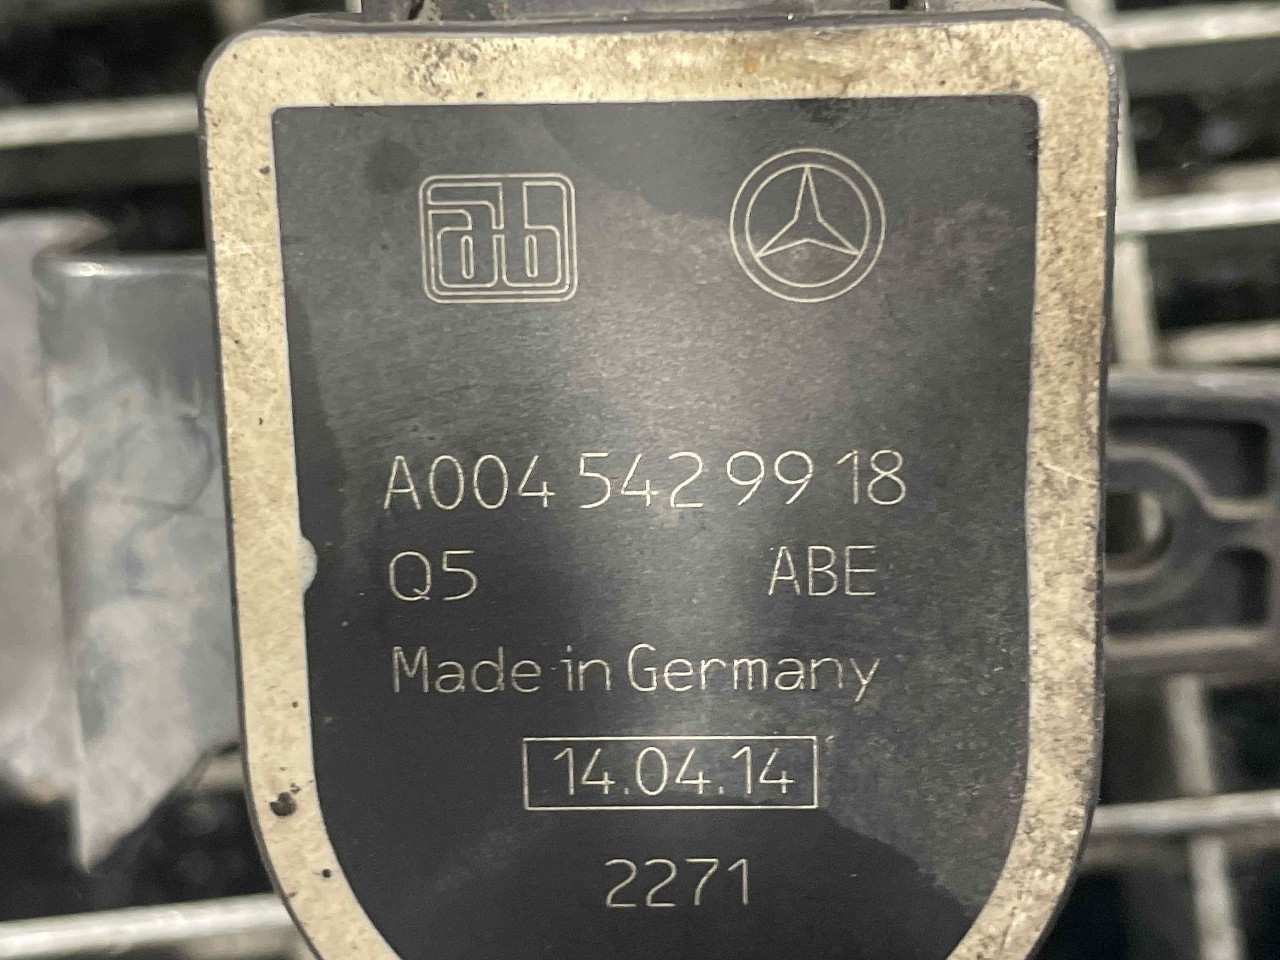 ab
A004 542 99 18
Q5 ABE
Made in Germany
14.04.14
2271